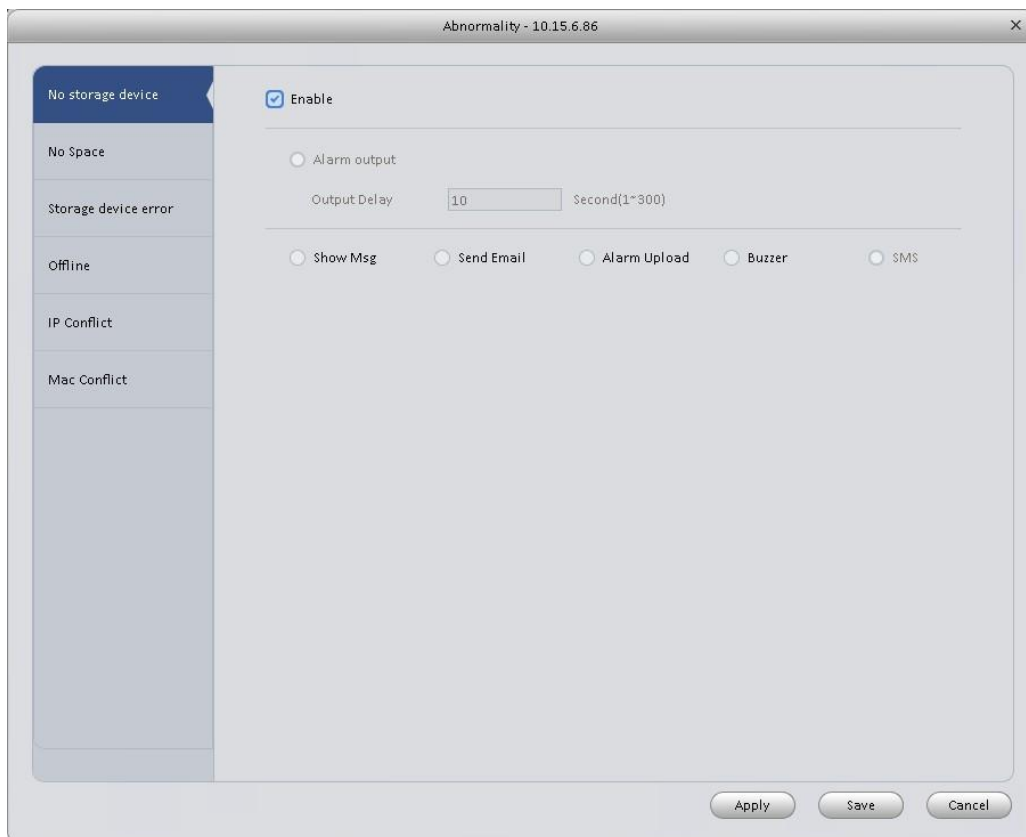 Abnormality - 10.15.6.86
No storage device
No Space
Storage device error
Offline
IP Conflict
Mac Conflict
Enable
Alarm output
Output Delay 10 Second(1~300)
Show Msg Send Email Alarm Upload Buzzer SMS
Apply Save Cancel